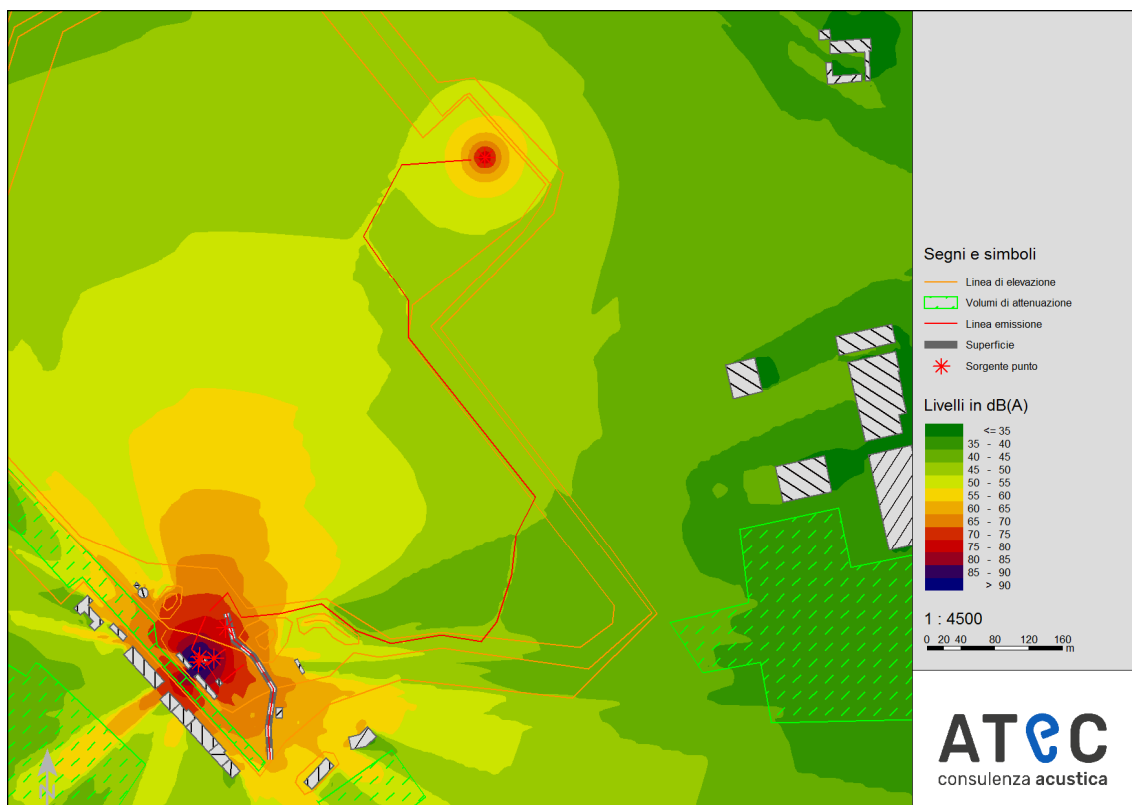 Segni e simboli
Linea di elevazione
Volumi di attenuazione
Linea emissione
Superficie
Sorgente punto
Livelli in dB(A)
<= 35
35 - 40
40 - 45
45 - 50
50 - 55
55 - 60
60 - 65
65 - 70
70 - 75
75 - 80
80 - 85
85 - 90
> 90
1 : 4500
0 20 40 80 120 160
m
ATeC
consulenza acustica